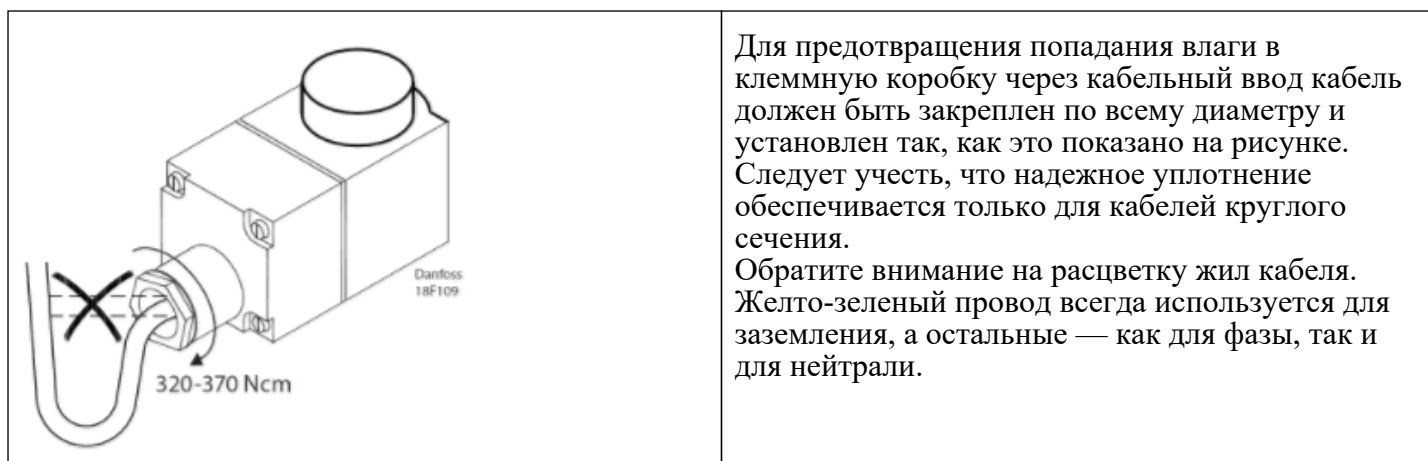 Danfoss
18F109
320-370 Ncm
Для предотвращения попадания влаги в
клеммную коробку через кабельный ввод кабель
должен быть закреплен по всему диаметру и
установлен так, как это показано на рисунке.
Следует учесть, что надежное уплотнение
обеспечивается только для кабелей круглого
сечения.
Обратите внимание на расцветку жил кабеля.
Желто-зеленый провод всегда используется для
заземления, а остальные — как для фазы, так и
для нейтрали.